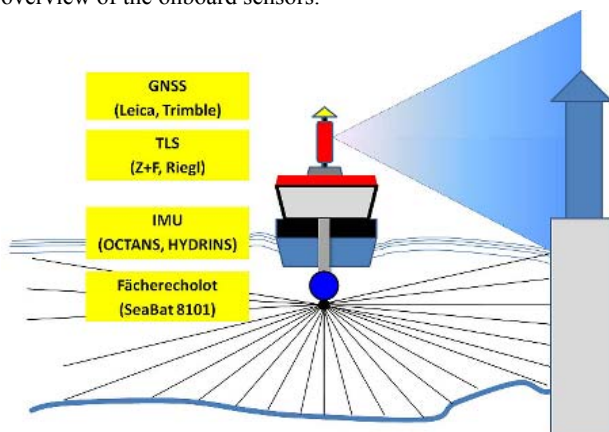 overview of the onboard sensors.
GNSS
(Leica, Trimble)
TLS
(Z+F, Riegl)
IMU
(OCTANS, HYDRINS)
Fächerecholot
(SeaBat 8101)